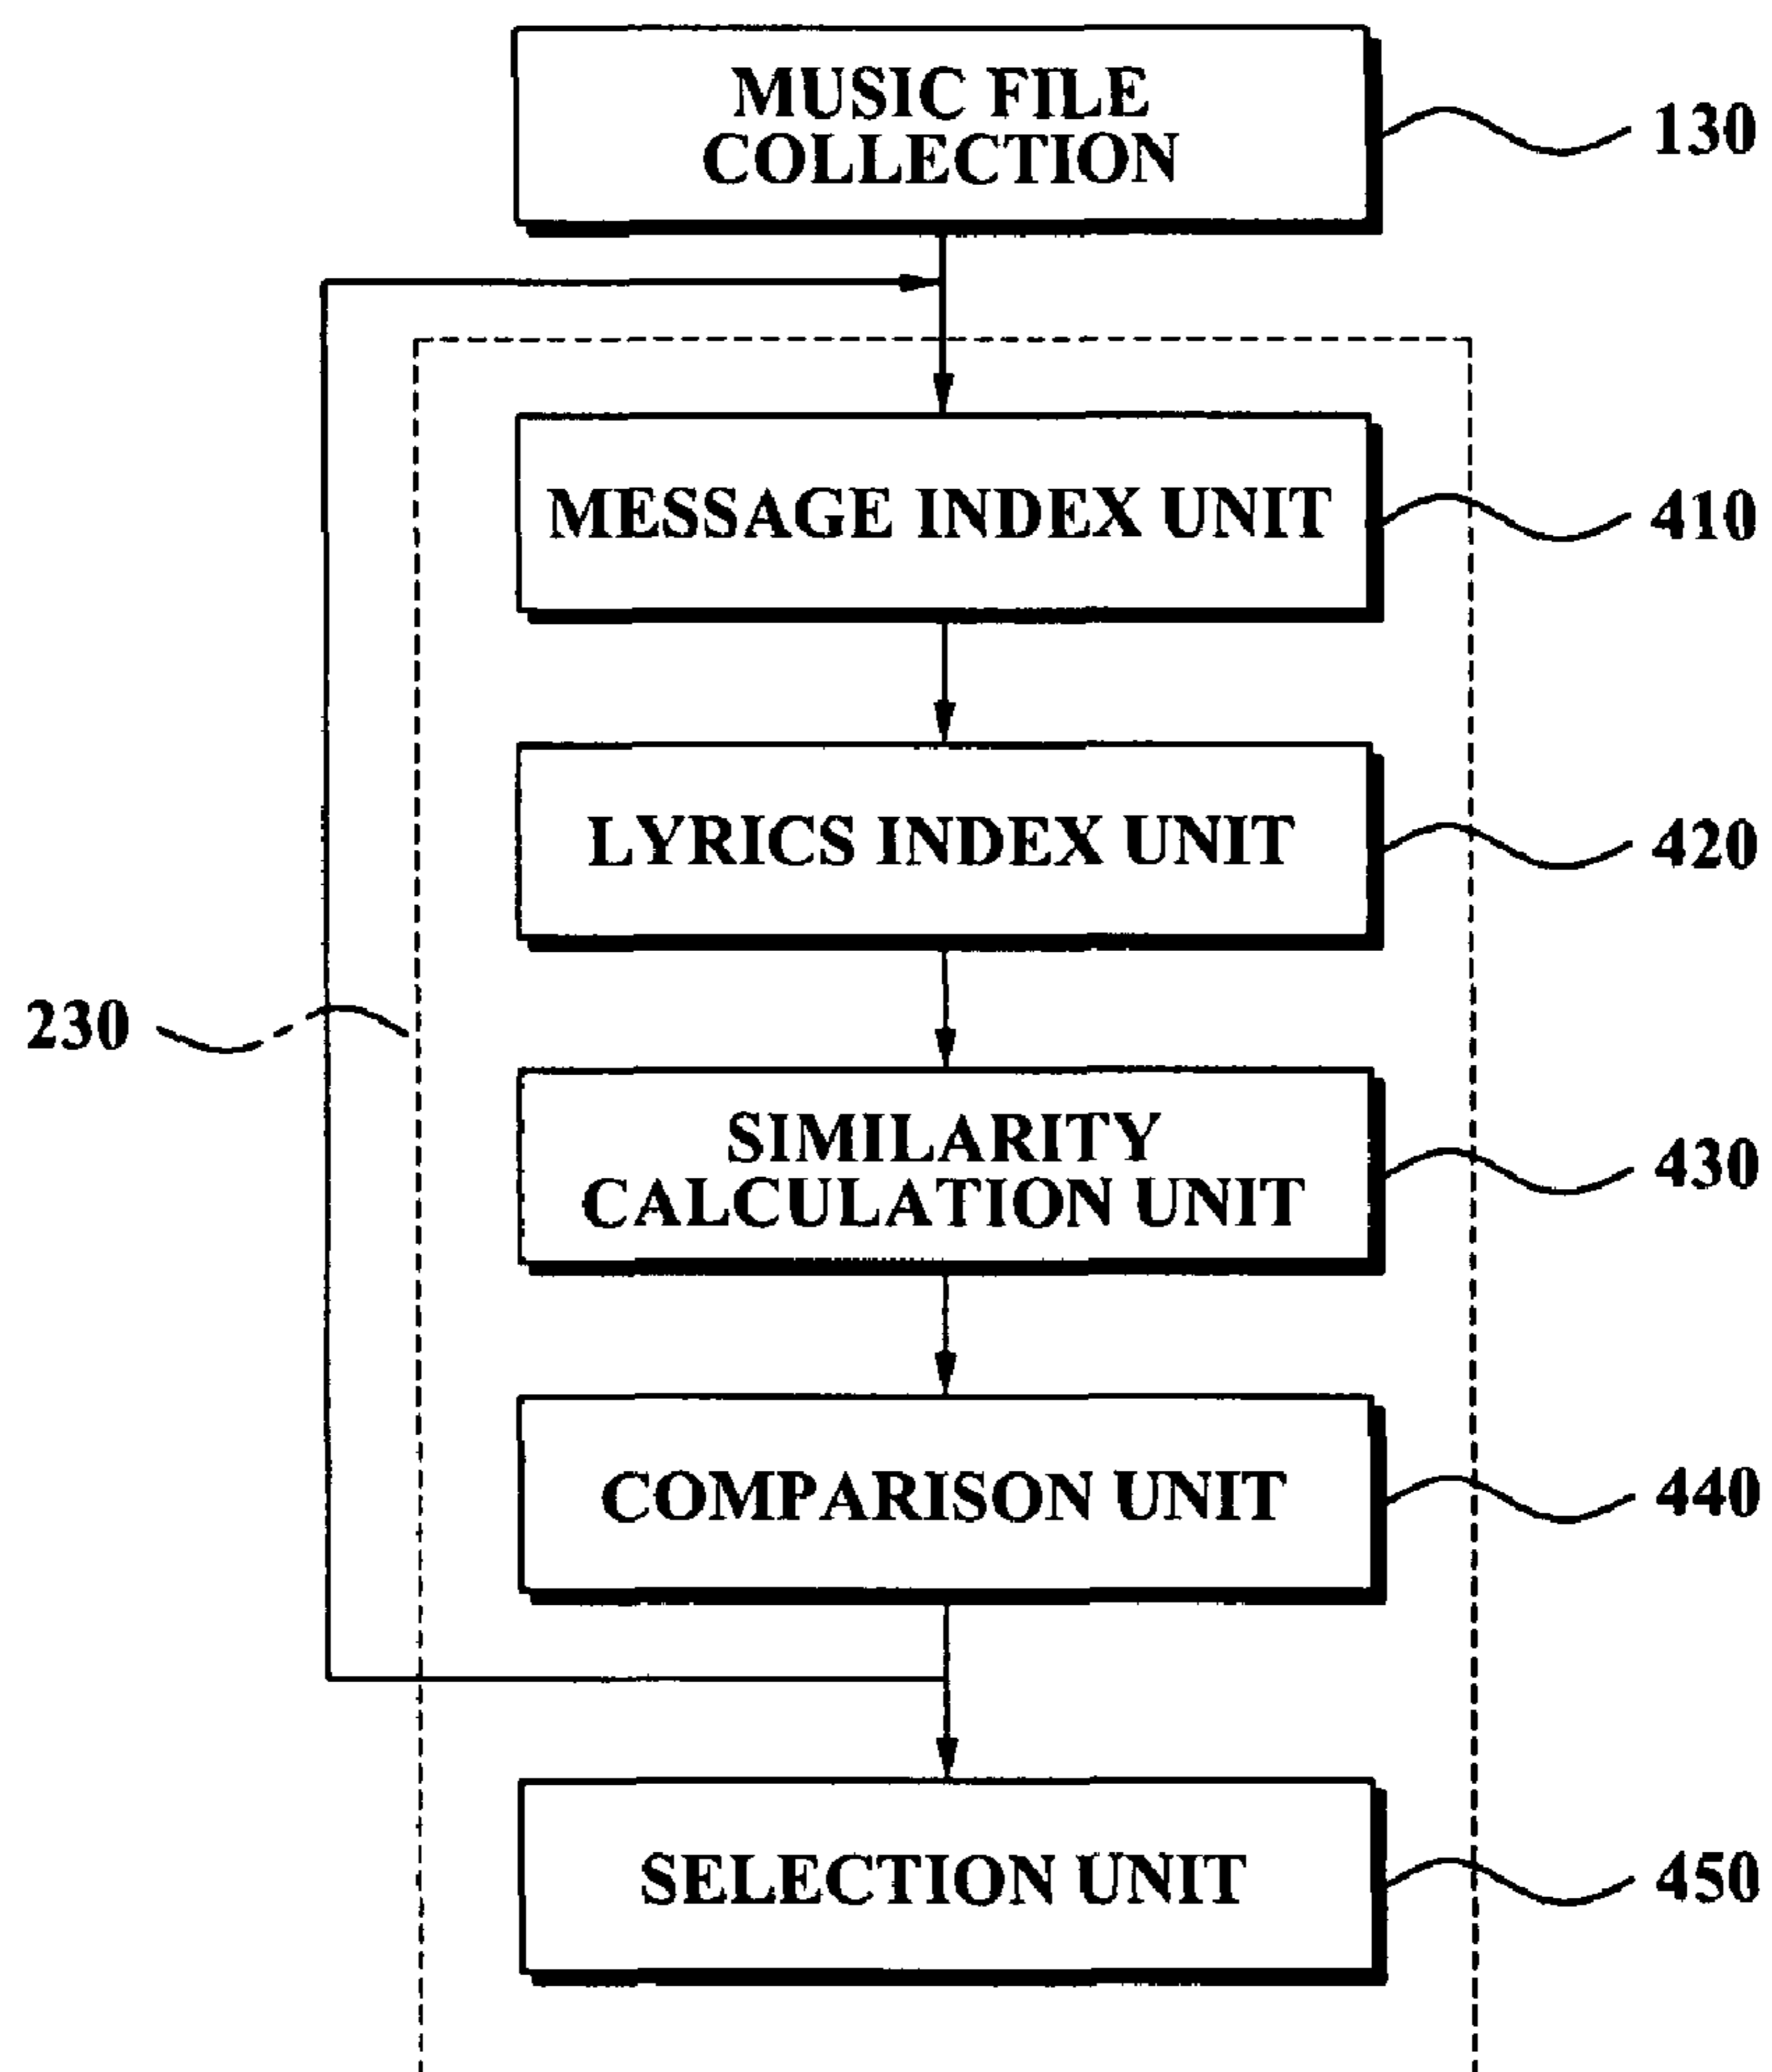 MUSIC FILE
COLLECTION
130
MESSAGE INDEX UNIT
410
LYRICS INDEX UNIT
420
230
SIMILARITY
CALCULATION UNIT
430
COMPARISON UNIT
440
SELECTION UNIT
450